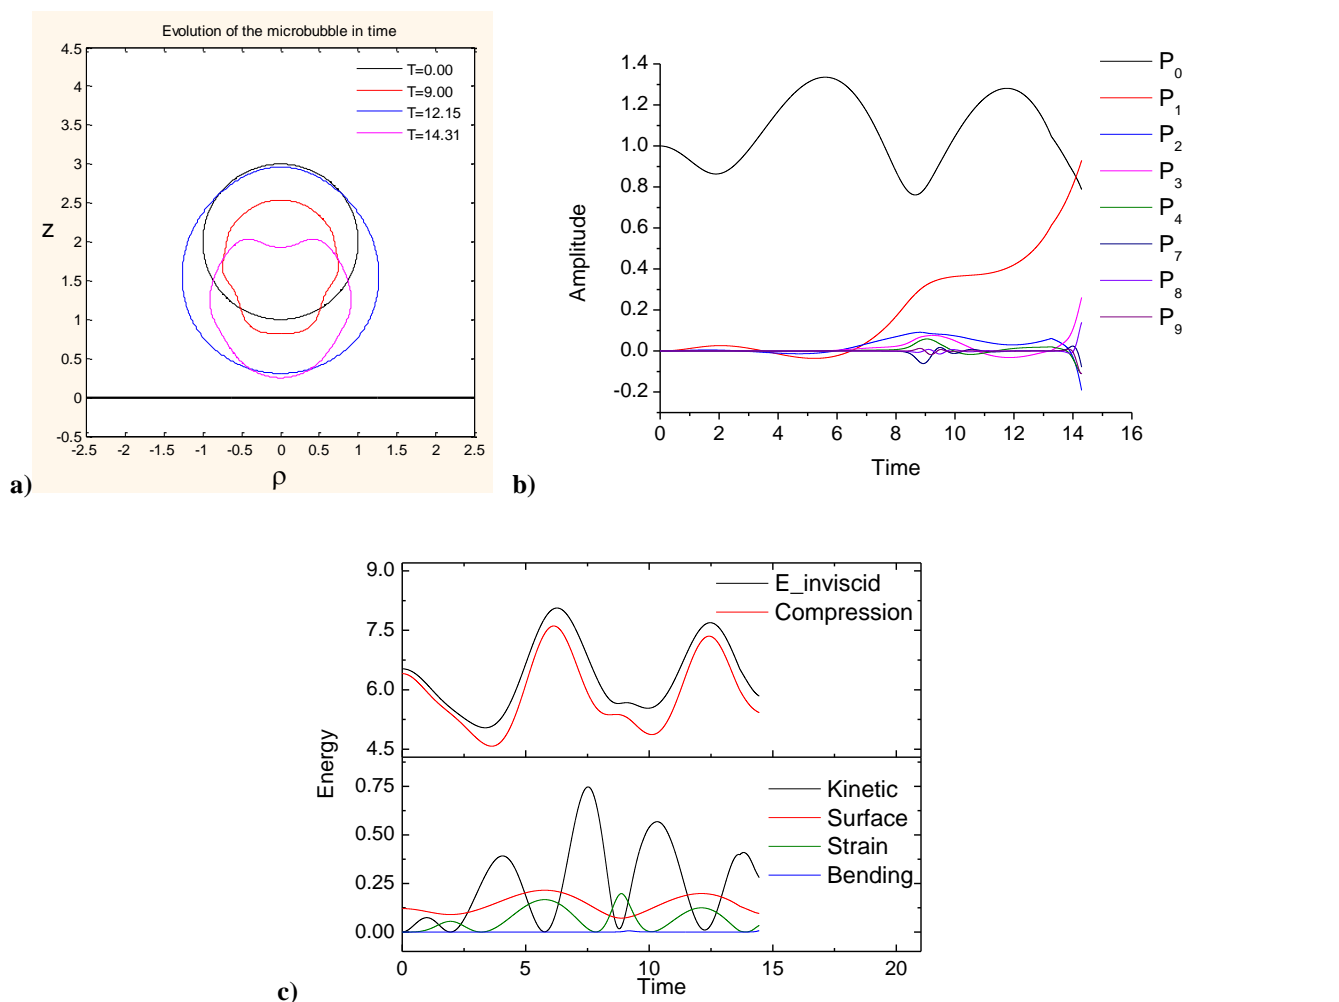 Evolution of the microbubble in time
4.5
4
3.5
3
2.5
2
1.5
1
0.5
0
-0.5
z
T=0.00
T=9.00
T=12.15
T=14.31
-2.5 -2 -1.5 -1 -0.5 0 0.5 1 1.5 2 2.5
ρ
a)
1.4
1.2
1.0
0.8
0.6
0.4
0.2
0.0
-0.2
Amplitude
0 2 4 6 8 10 12 14 16
Time
P0
P1
P2
P3
P4
P7
P8
P9
b)
9.0
7.5
6.0
4.5
E_inviscid
Compression
Energy
0.75
0.50
0.25
0.00
Kinetic
Surface
Strain
Bending
0 5 10 15 20
Time
c)